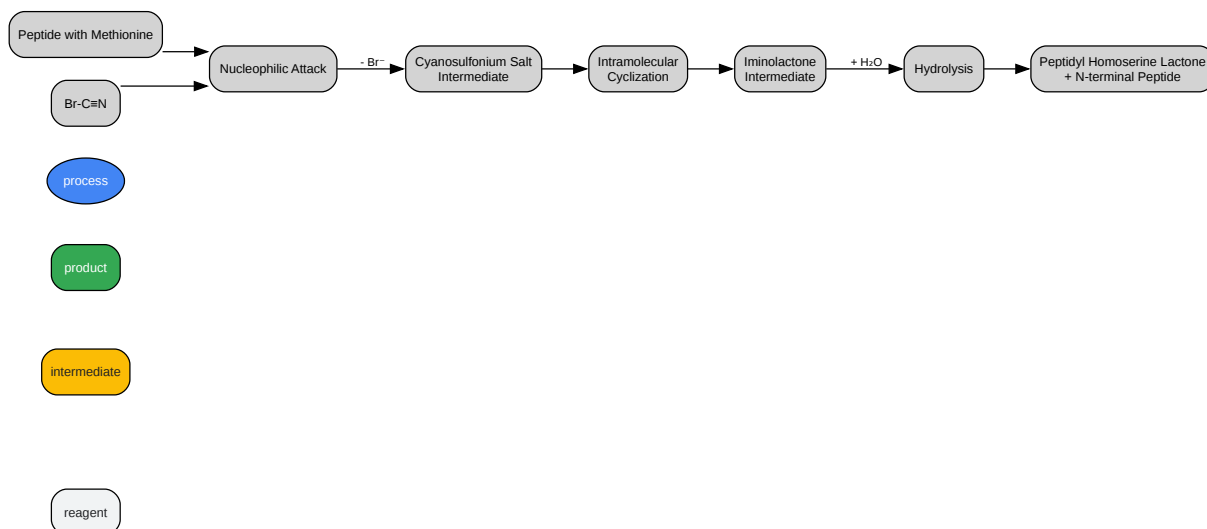 Peptide with Methionine
Br-C≡N
Nucleophilic Attack
- Br⁻
Cyanosulfonium Salt
Intermediate
Intramolecular
Cyclization
Iminolactone
Intermediate
+ H₂O
Hydrolysis
Peptidyl Homoserine Lactone
+ N-terminal Peptide
process
product
intermediate
reagent